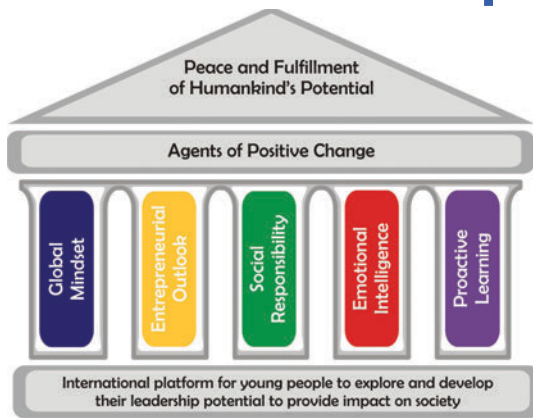 Peace and Fulfillment
of Humankind's Potential
Agents of Positive Change
Global
Mindset
Entrepreneurial
Outlook
Social
Responsibility
Emotional
Intelligence
Proactive
Learning
International platform for young people to explore and develop
their leadership potential to provide impact on society